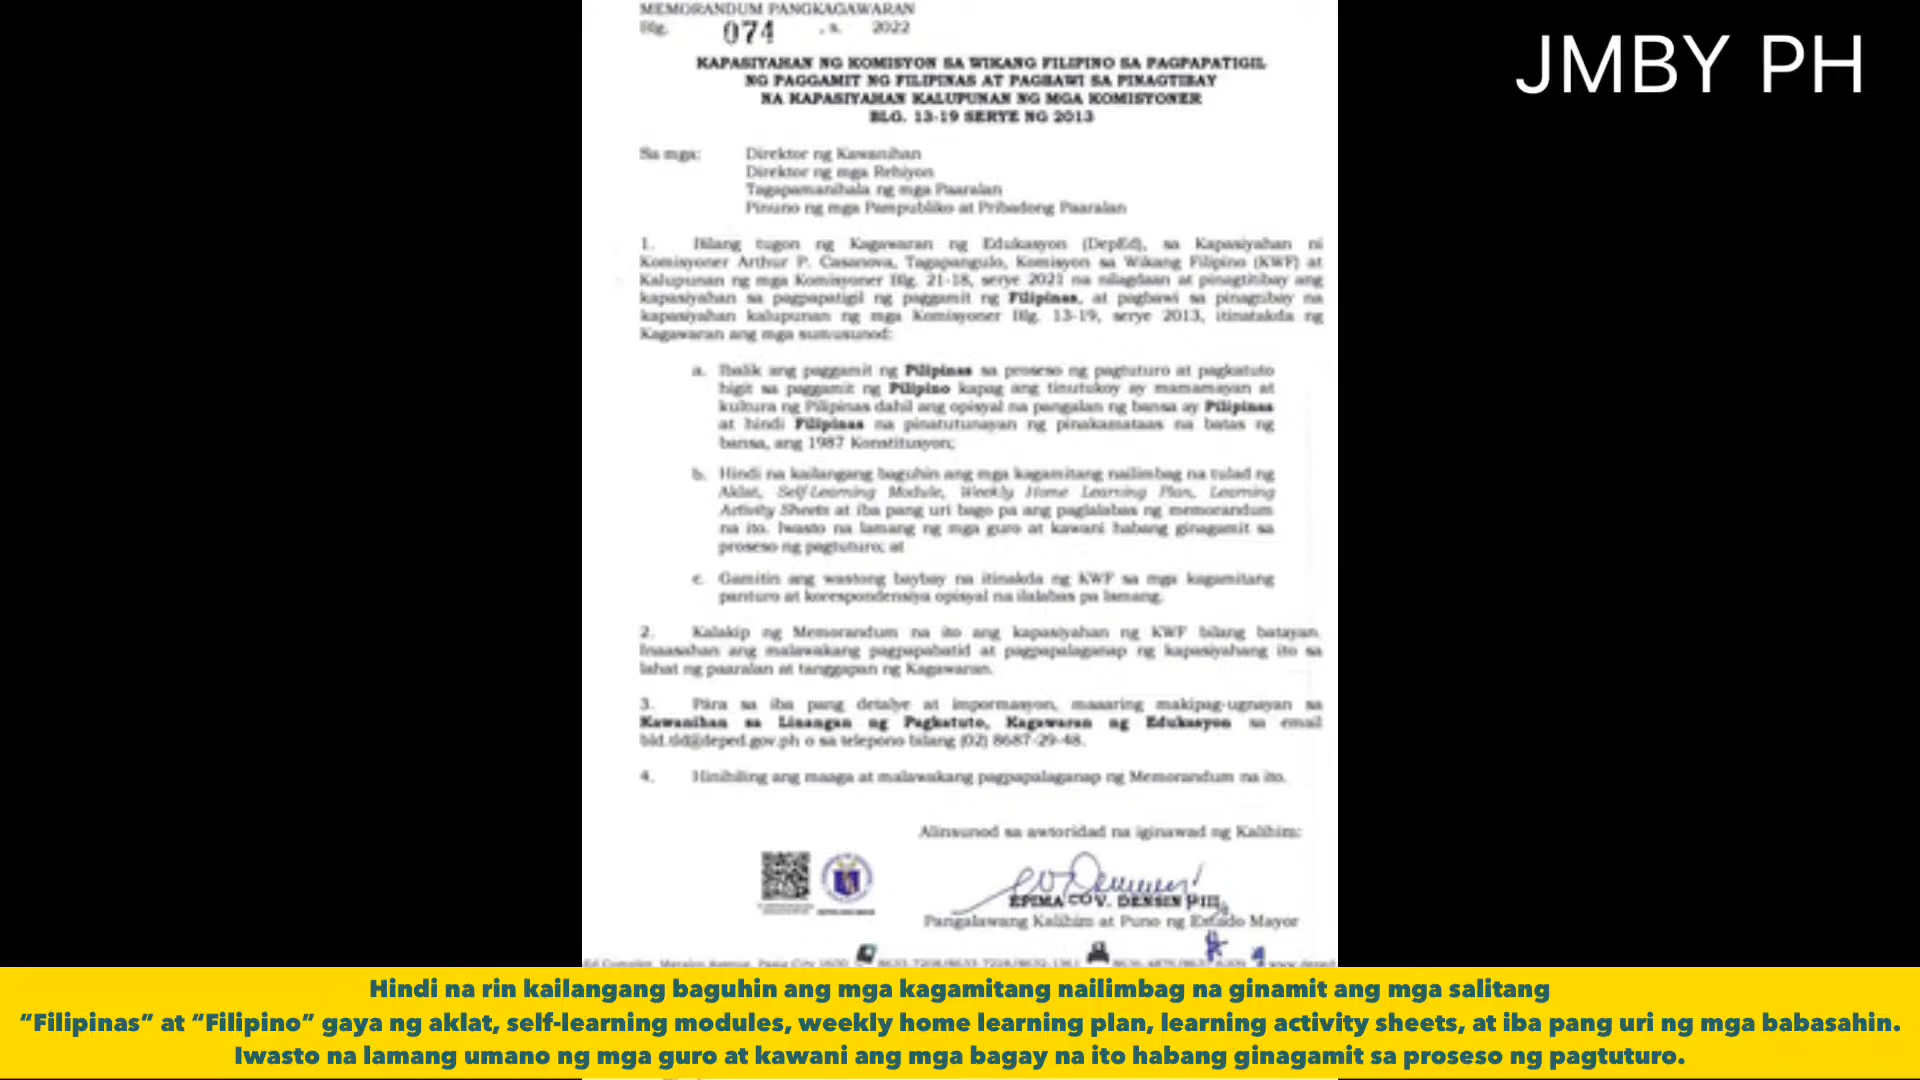 JMBY PH
MEMORANDUM PANGKAGAWARAN
Blg. 074 , s. 2022
KAPASIYAHAN NG KOMISYON SA WIKANG FILIPINO SA PAGPAPATIGIL
NG PAGGAMIT NG FILIPINAS AT PAGBAWI SA PINAGTIBAY
NA KAPASIYAHAN KALUPUNAN NG MGA KOMISYONER
BLG. 13-19 SERYE NG 2013
Sa mga: Direktor ng Kawanihan
Direktor ng mga Rehiyon
Tagapamanihala ng mga Paaralan
Pinuno ng mga Pampubliko at Pribadong Paaralan
1. Bilang tugon ng Kagawaran ng Edukasyon (DepEd), sa Kapasiyahan ni
Komisyoner Arthur P. Casanova, Tagapangulo, Komisyon sa Wikang Filipino (KWF) at
Kalupunan ng mga Komisyoner Blg. 21-18, serye 2021 na nilagdaan at pinagtitibay ang
kapasiyahan sa pagpapatigil ng paggamit ng Filipinas, at pagbawi sa pinagtibay na
kapasiyahan kalupunan ng mga Komisyoner Blg. 13-19, serye 2013, itinatakda ng
Kagawaran ang mga sumusunod:
a. Ibalik ang paggamit ng Pilipinas sa proseso ng pagtuturo at pagkatuto
higit sa paggamit ng Pilipino kapag ang tinutukoy ay mamamayan at
kultura ng Pilipinas dahil ang opisyal na pangalan ng bansa ay Pilipinas
at hindi Filipinas na pinatutunayan ng pinakamataas na batas ng
bansa, ang 1987 Konstitusyon;
b. Hindi na kailangang baguhin ang mga kagamitang nailimbag na tulad ng
Aklat, Self-Learning Module, Weekly Home Learning Plan, Learning
Activity Sheets at iba pang uri bago pa ang paglalabas ng memorandum
na ito. Iwasto na lamang ng mga guro at kawani habang ginagamit sa
proseso ng pagtuturo; at
c. Gamitin ang wastong baybay na itinakda ng KWF sa mga kagamitang
panturo at korespondensiya opisyal na ilalabas pa lamang.
2. Kalakip ng Memorandum na ito ang kapasiyahan ng KWF bilang batayan.
Inaasahan ang malawakang pagpapabatid at pagpapalaganap ng kapasiyahang ito sa
lahat ng paaralan at tanggapan ng Kagawaran.
3. Para sa iba pang detalye at impormasyon, maaaring makipag-ugnayan sa
Kawanihan sa Linangan ng Pagkatuto, Kagawaran ng Edukasyon sa email
bld.tld@deped.gov.ph o sa telepono bilang (02) 8687-29-48.
4. Hinihiling ang maaga at malawakang pagpapalaganap ng Memorandum na ito.
Alinsunod sa awtoridad na iginawad ng Kalihim:
EPIMACO V. DENSING III
Pangalawang Kalihim at Puno ng Estado Mayor
Hindi na rin kailangang baguhin ang mga kagamitang nailimbag na ginamit ang mga salitang
“Filipinas” at “Filipino” gaya ng aklat, self-learning modules, weekly home learning plan, learning activity sheets, at iba pang uri ng mga babasahin.
Iwasto na lamang umano ng mga guro at kawani ang mga bagay na ito habang ginagamit sa proseso ng pagtuturo.